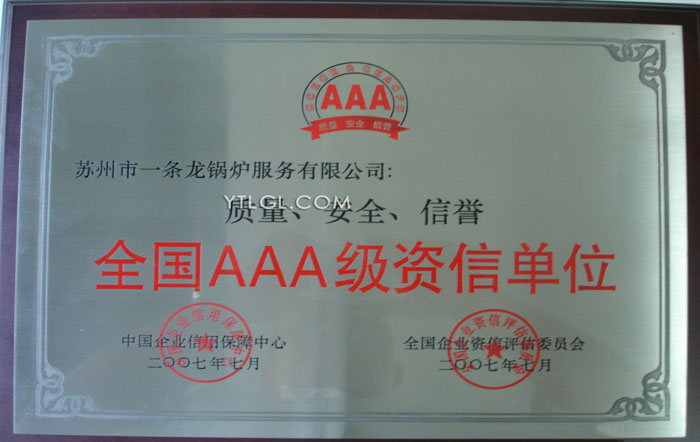 AAA
质量 安全 信誉
苏州市一条龙锅炉服务有限公司:
YTLGL.COM
质量、安全、信誉
全国AAA级资信单位
中国企业信用保障中心
二〇〇七年七月
全国企业资信评估委员会
二〇〇七年七月